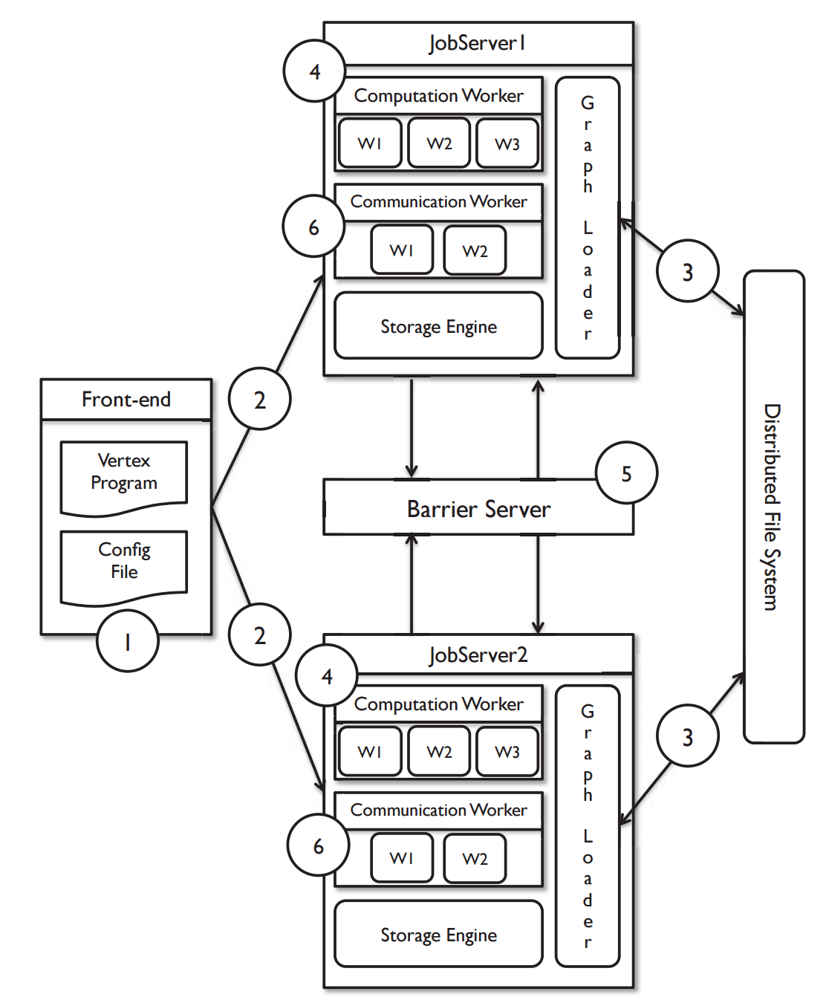 JobServer1
4
Computation Worker
W1 W2 W3
6
Communication Worker
W1 W2
Storage Engine
Graph Loader
3
2
Front-end
Vertex
Program
Config
File
1
2
5
Barrier Server
Distributed File System
JobServer2
4
Computation Worker
W1 W2 W3
6
Communication Worker
W1 W2
Storage Engine
Graph Loader
3